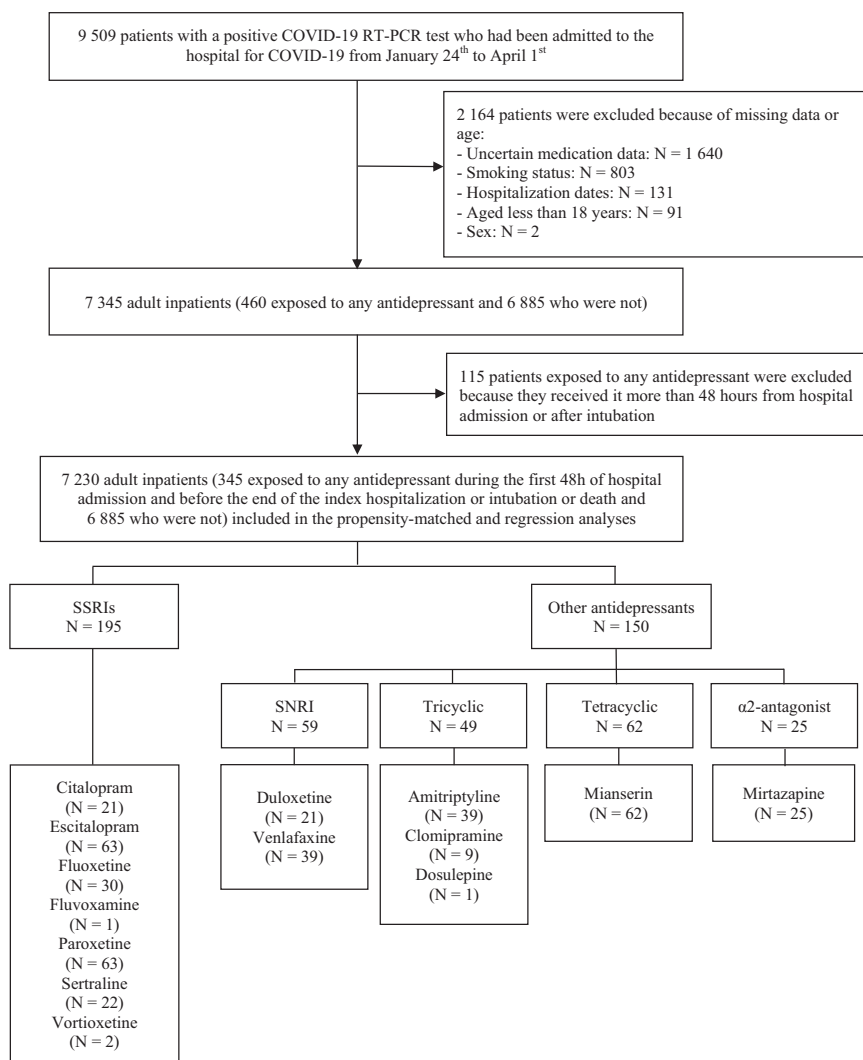 9 509 patients with a positive COVID-19 RT-PCR test who had been admitted to the
hospital for COVID-19 from January 24th to April 1st
2 164 patients were excluded because of missing data or
age:
- Uncertain medication data: N = 1 640
- Smoking status: N = 803
- Hospitalization dates: N = 131
- Aged less than 18 years: N = 91
- Sex: N = 2
7 345 adult inpatients (460 exposed to any antidepressant and 6 885 who were not)
115 patients exposed to any antidepressant were excluded
because they received it more than 48 hours from hospital
admission or after intubation
7 230 adult inpatients (345 exposed to any antidepressant during the first 48h of hospital
admission and before the end of the index hospitalization or intubation or death and
6 885 who were not) included in the propensity-matched and regression analyses
SSRIs
N = 195
Other antidepressants
N = 150
SNRI
N = 59
Tricyclic
N = 49
Tetracyclic
N = 62
α2-antagonist
N = 25
Citalopram
(N = 21)
Escitalopram
(N = 63)
Fluoxetine
(N = 30)
Fluvoxamine
(N = 1)
Paroxetine
(N = 63)
Sertraline
(N = 22)
Vortioxetine
(N = 2)
Duloxetine
(N = 21)
Venlafaxine
(N = 39)
Amitriptyline
(N = 39)
Clomipramine
(N = 9)
Dosulepine
(N = 1)
Mianserin
(N = 62)
Mirtazapine
(N = 25)